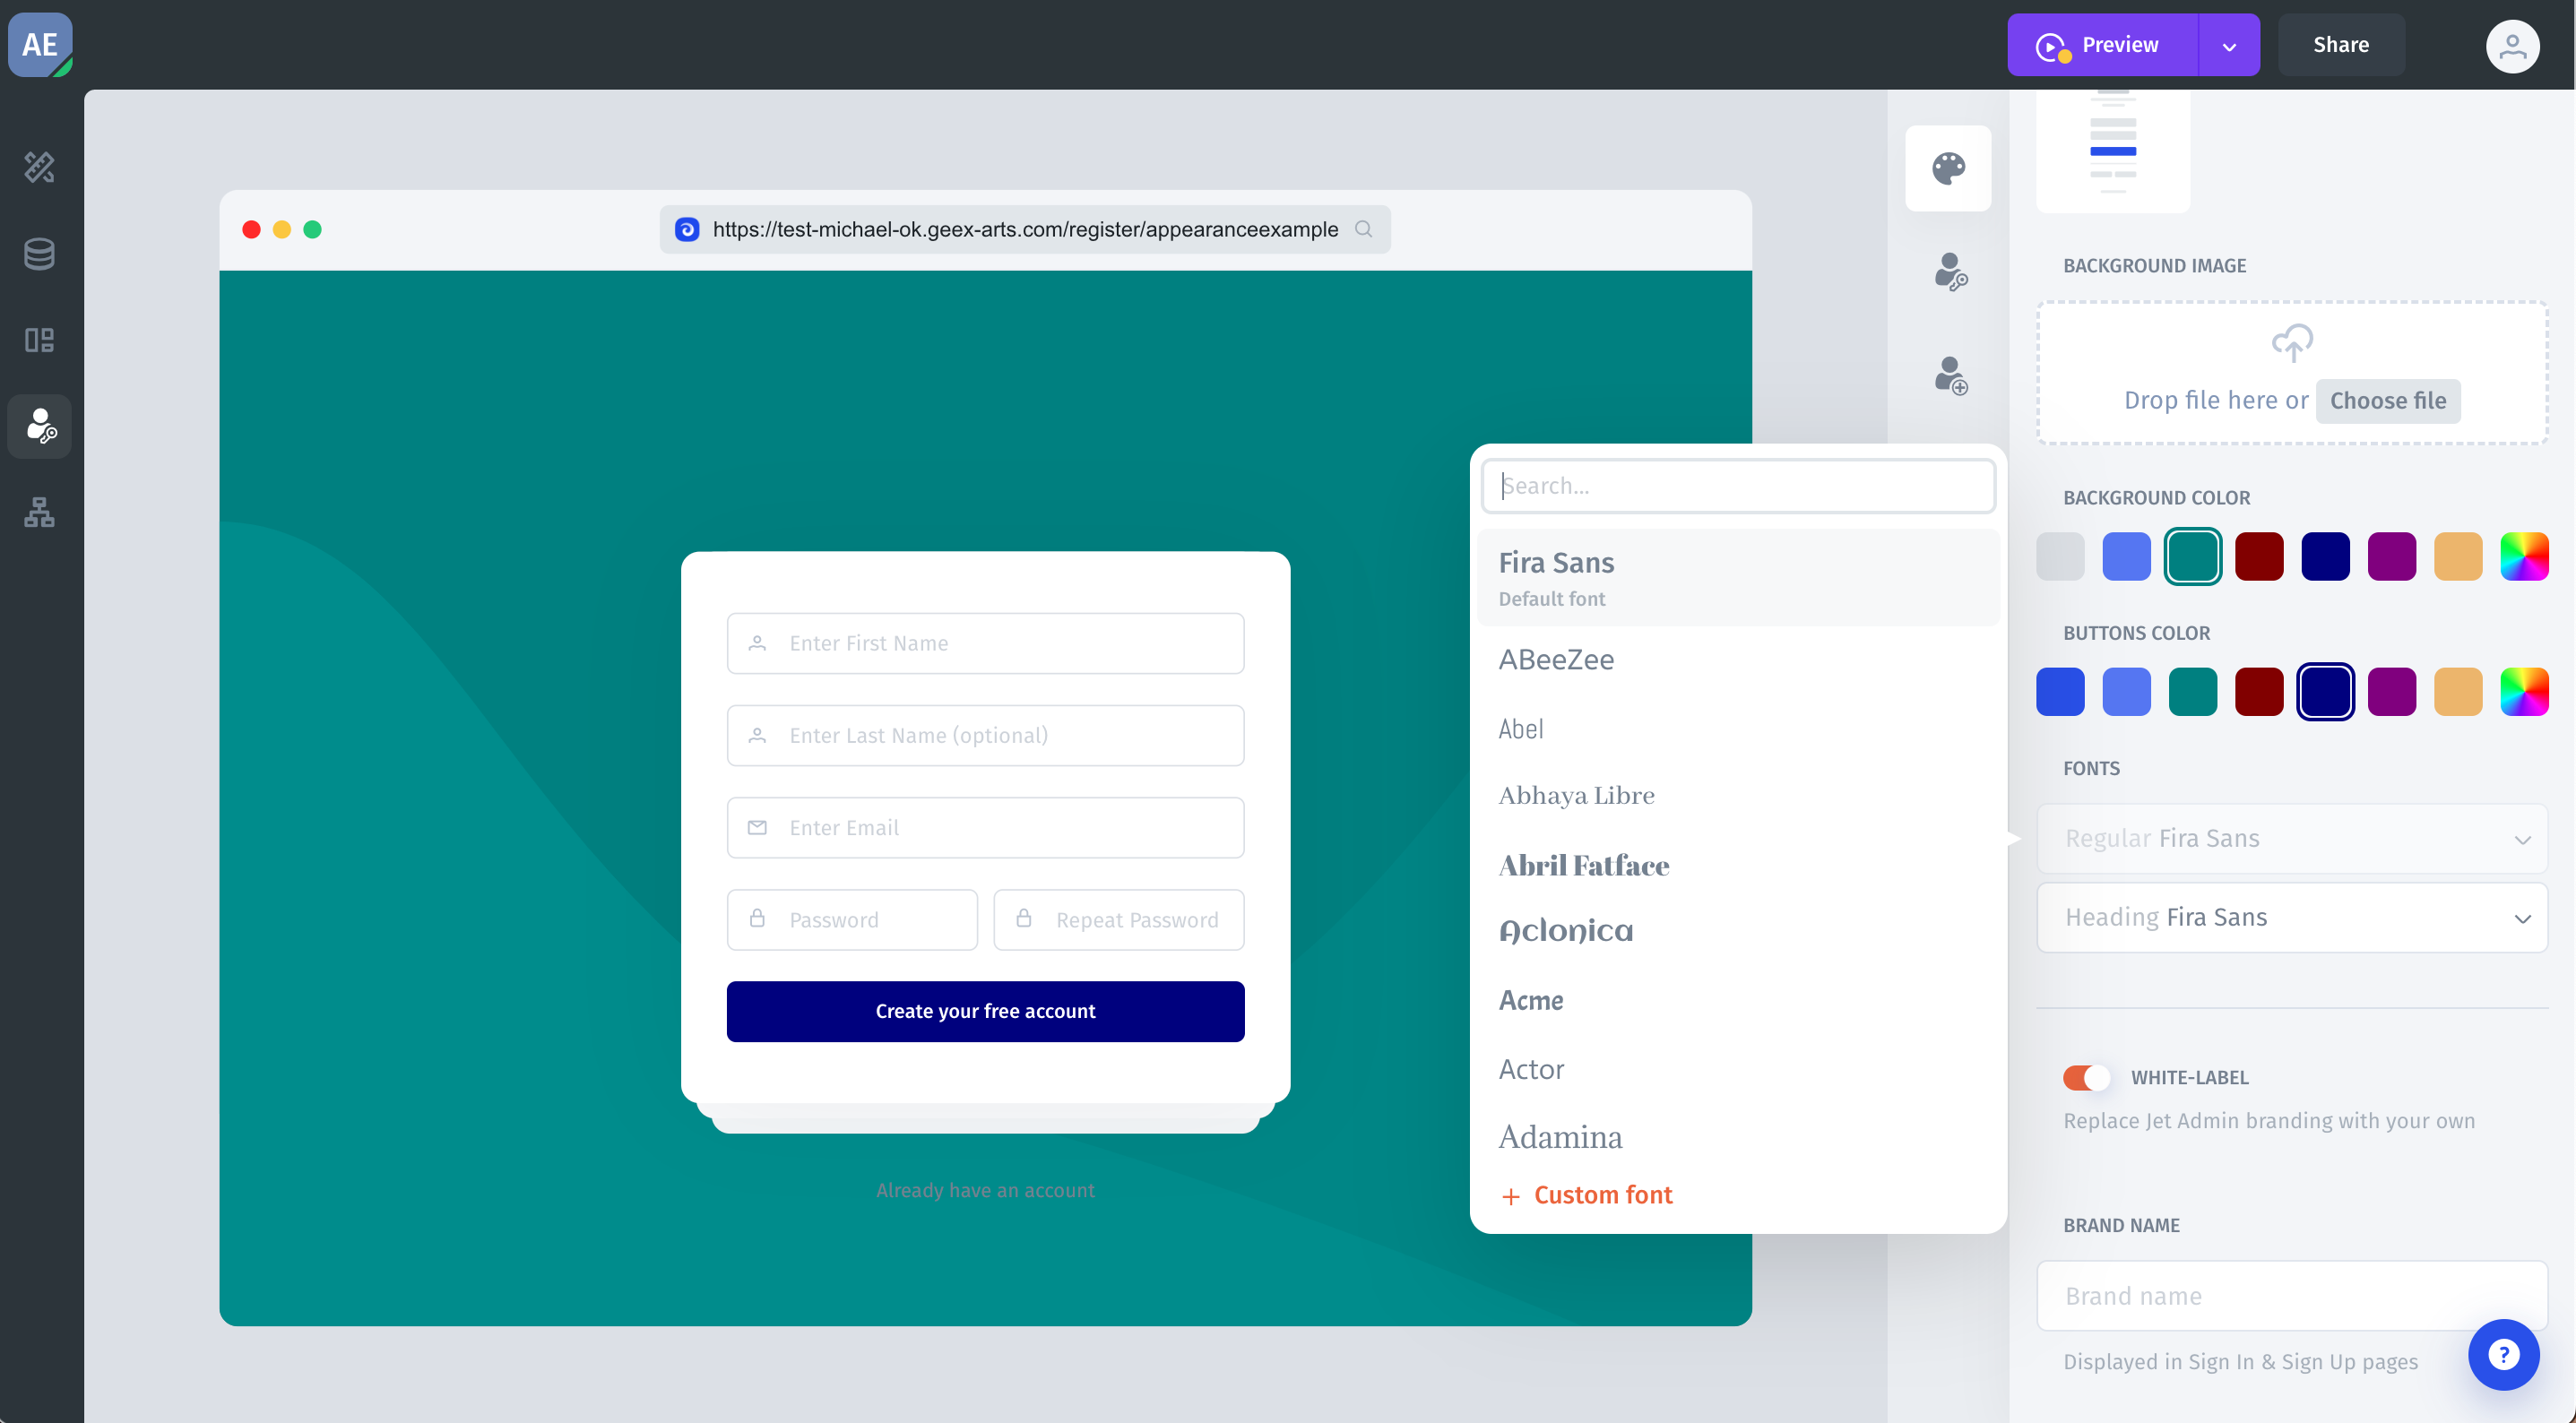 AE
Preview
Share
https://test-michael-ok.geex-arts.com/register/appearanceexample
Enter First Name
Enter Last Name (optional)
Enter Email
Password
Repeat Password
Create your free account
Already have an account
Search...
Fira Sans
Default font
ABeeZee
Abel
Abhaya Libre
Abril Fatface
Aclonica
Acme
Actor
Adamina
+ Custom font
BACKGROUND IMAGE
Drop file here or Choose file
BACKGROUND COLOR
BUTTONS COLOR
FONTS
Regular Fira Sans
Heading Fira Sans
WHITE-LABEL
Replace Jet Admin branding with your own
BRAND NAME
Brand name
Displayed in Sign In & Sign Up pages
?